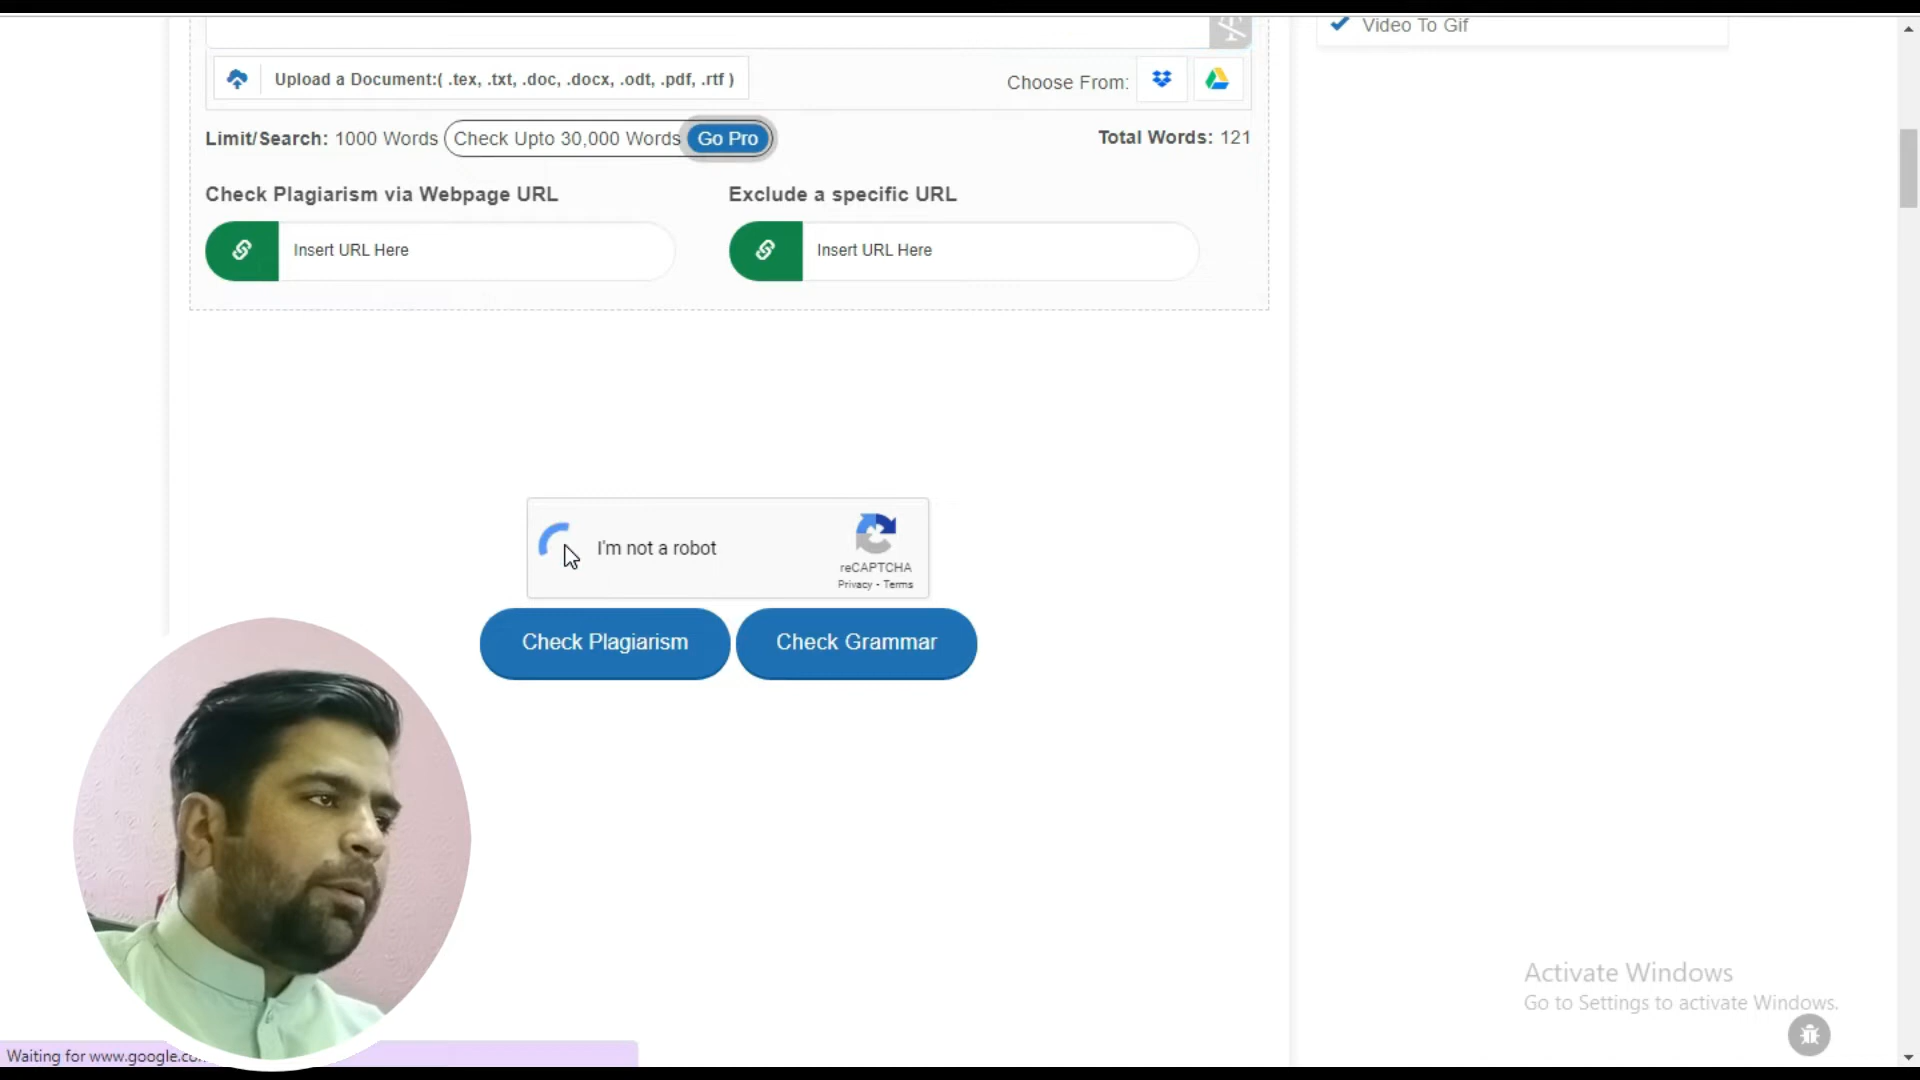 Video To Gif
Upload a Document:( .tex, .txt, .doc, .docx, .odt, .pdf, .rtf )
Choose From:
Limit/Search: 1000 Words Check Upto 30,000 Words Go Pro
Total Words: 121
Check Plagiarism via Webpage URL
Exclude a specific URL
Insert URL Here
Insert URL Here
I'm not a robot
reCAPTCHA
Privacy - Terms
Check Plagiarism
Check Grammar
Activate Windows
Go to Settings to activate Windows.
Waiting for www.google.co...